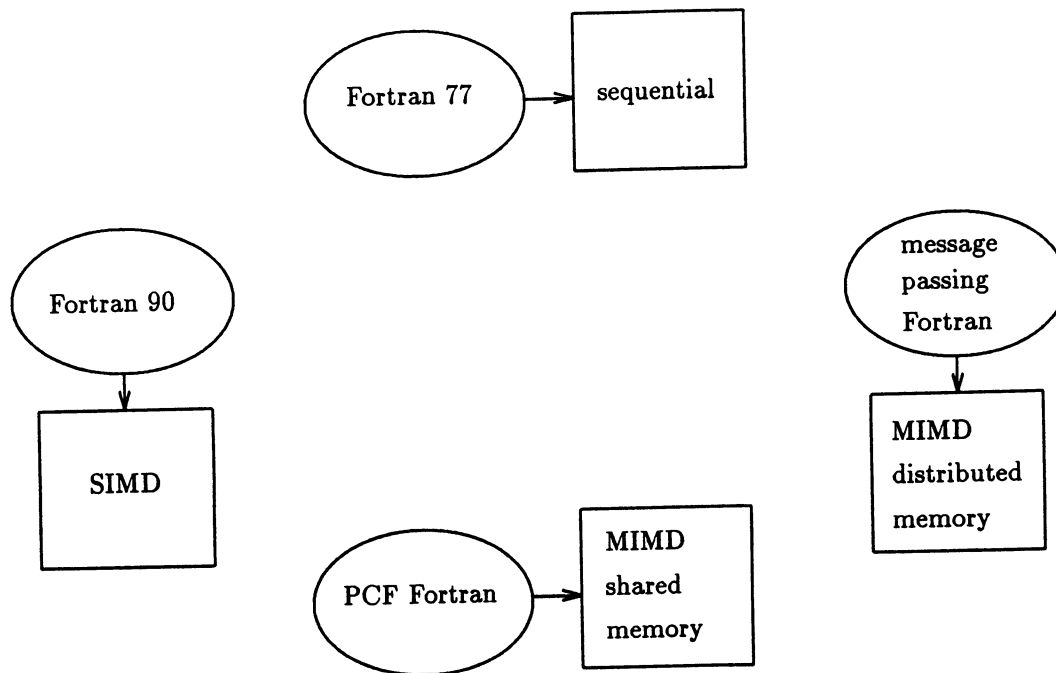 Fortran 77
sequential
Fortran 90
message
passing
Fortran
SIMD
MIMD
distributed
memory
PCF Fortran
MIMD
shared
memory